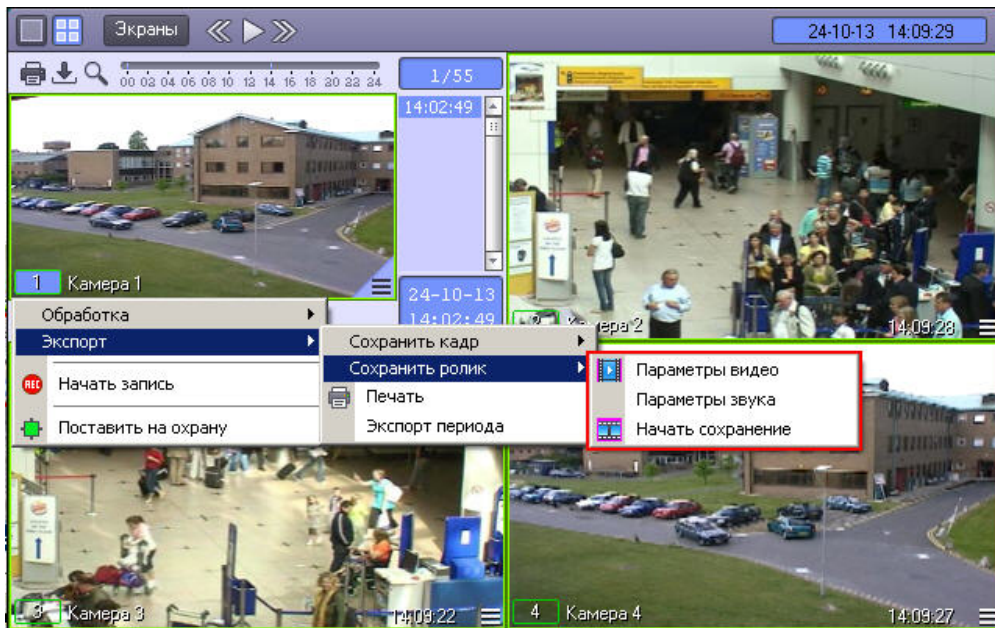 Экраны
24-10-13 14:09:29
00 02 04 06 08 10 12 14 16 18 20 22 24
1/55
14:02:49
1 Камера 1
24-10-13
14:02:49
2 Камера 2
14:09:28
Обработка
Экспорт
Начать запись
REC
Поставить на охрану
Сохранить кадр
Сохранить ролик
Печать
Экспорт периода
Параметры видео
Параметры звука
Начать сохранение
3 Камера 3
14:09:22
4 Камера 4
14:09:27